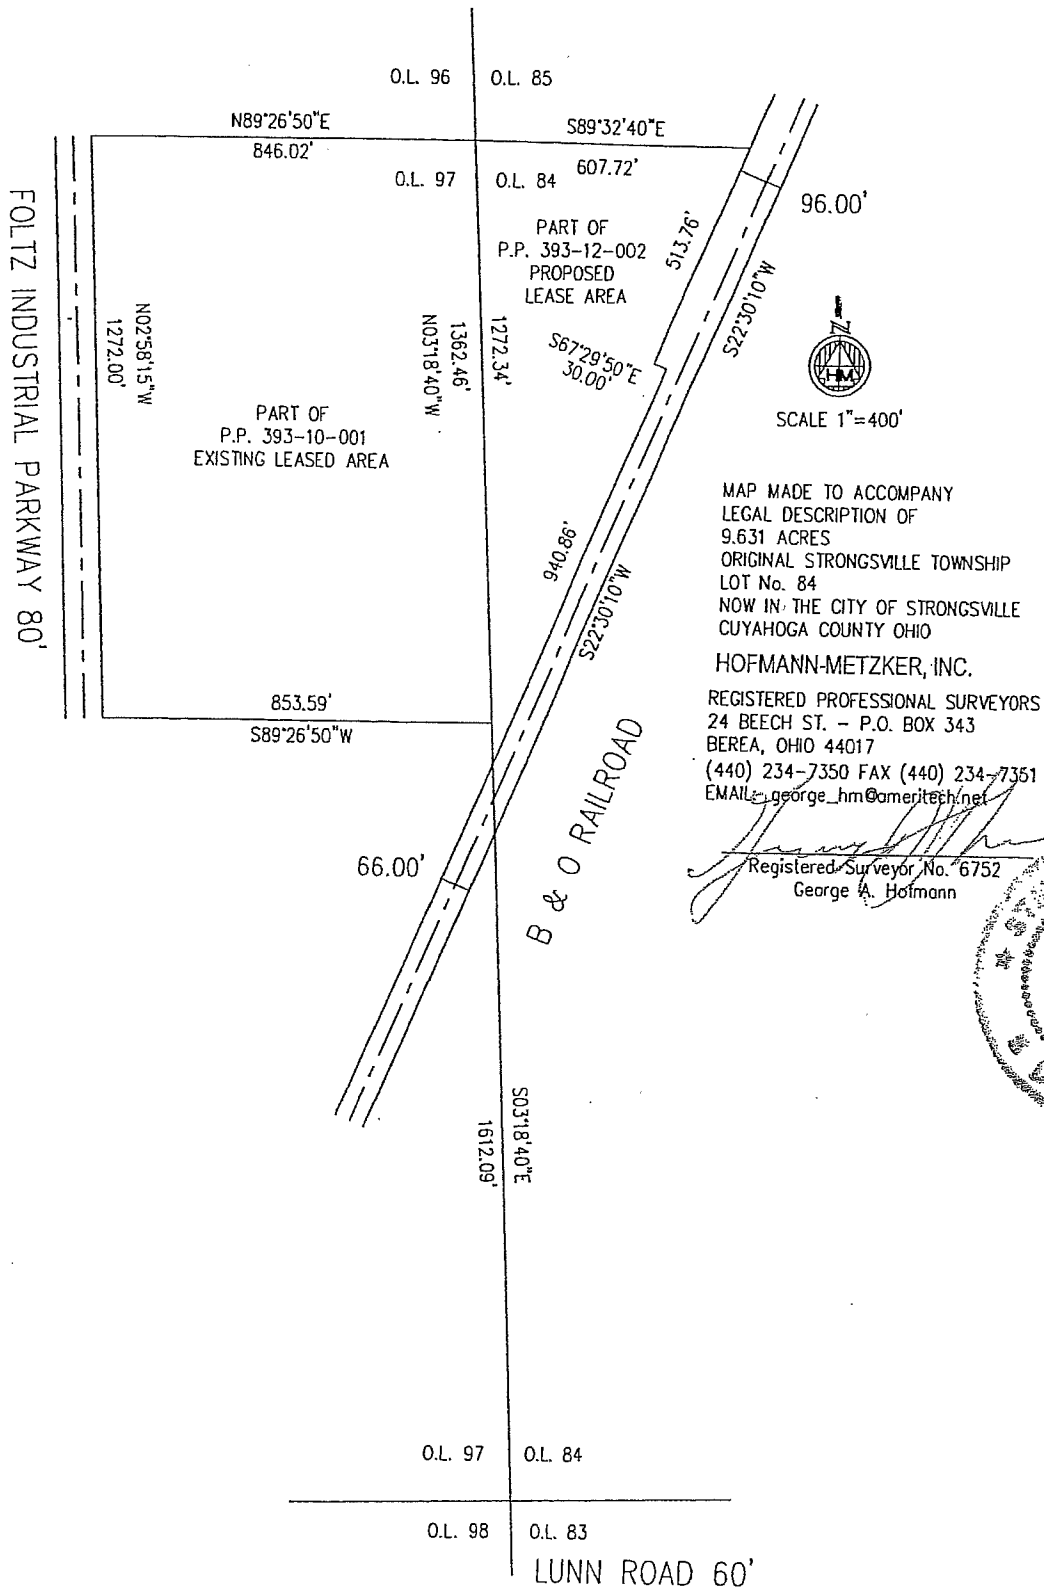 O.L. 96
O.L. 85
N89°26'50"E
846.02'
S89°32'40"E
607.72'
O.L. 97
O.L. 84
PART OF
P.P. 393-12-002
PROPOSED
LEASE AREA
513.76'
96.00'
S22°30'10"W
S67°29'50"E
30.00'
N02°58'15"W
1272.00'
N03°18'40"W
1362.46'
1272.34'
PART OF
P.P. 393-10-001
EXISTING LEASED AREA
FOLTZ INDUSTRIAL PARKWAY 80'
N
HM
SCALE 1"=400'
MAP MADE TO ACCOMPANY
LEGAL DESCRIPTION OF
9.631 ACRES
ORIGINAL STRONGSVILLE TOWNSHIP
LOT No. 84
NOW IN THE CITY OF STRONGSVILLE
CUYAHOGA COUNTY OHIO
HOFMANN-METZKER, INC.
REGISTERED PROFESSIONAL SURVEYORS
24 BEECH ST. - P.O. BOX 343
BEREA, OHIO 44017
(440) 234-7350 FAX (440) 234-7351
EMAIL- george_hm@ameritech.net
Registered Surveyor No. 6752
George A. Hofmann
940.86'
S22°30'10"W
853.59'
S89°26'50"W
B & O RAILROAD
66.00'
S03°18'40"E
1612.09'
O.L. 97
O.L. 84
O.L. 98
O.L. 83
LUNN ROAD 60'